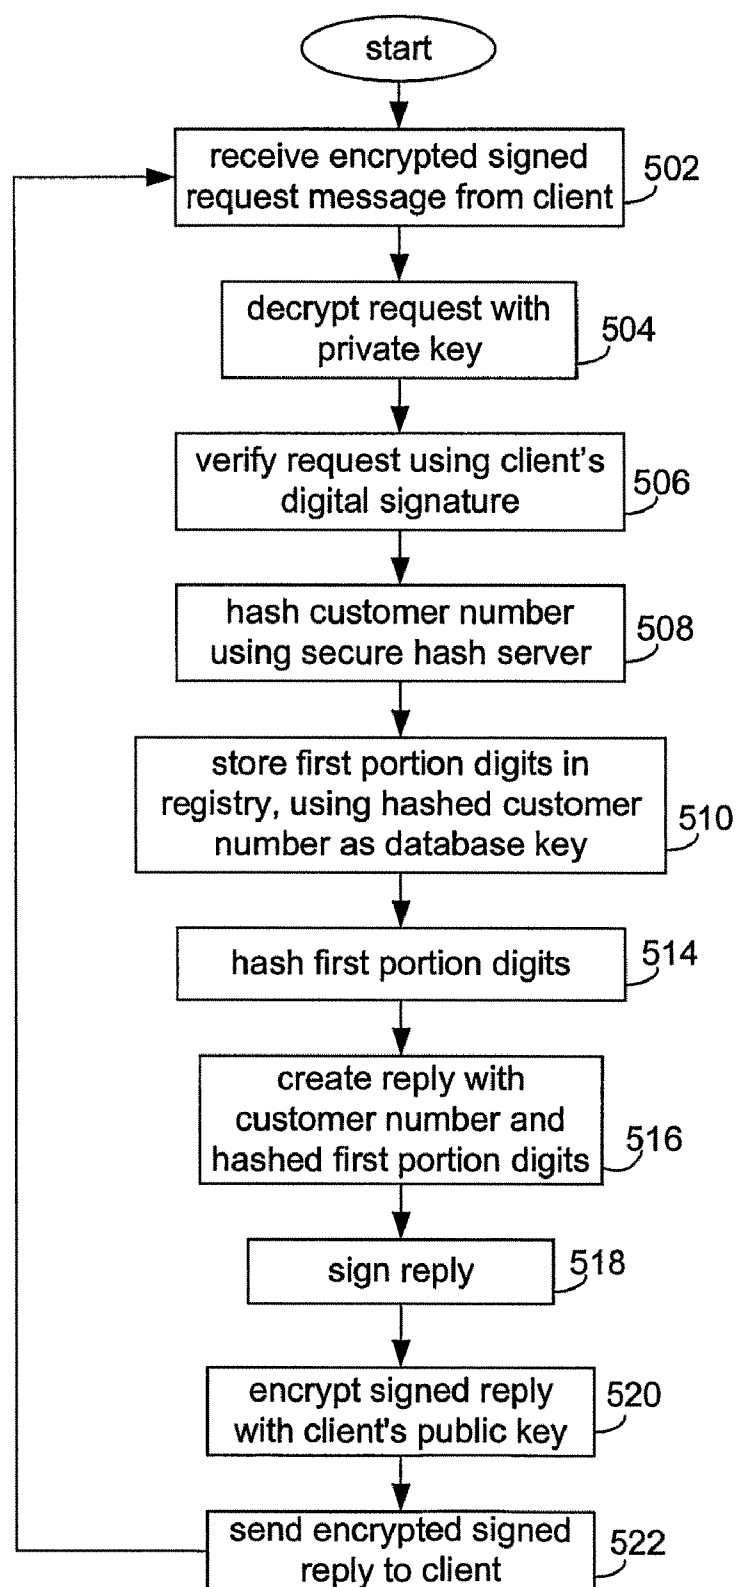 start
receive encrypted signed
request message from client
502
decrypt request with
private key
504
verify request using client's
digital signature
506
hash customer number
using secure hash server
508
store first portion digits in
registry, using hashed customer
number as database key
510
hash first portion digits
514
create reply with
customer number and
hashed first portion digits
516
sign reply
518
encrypt signed reply
with client's public key
520
send encrypted signed
reply to client
522